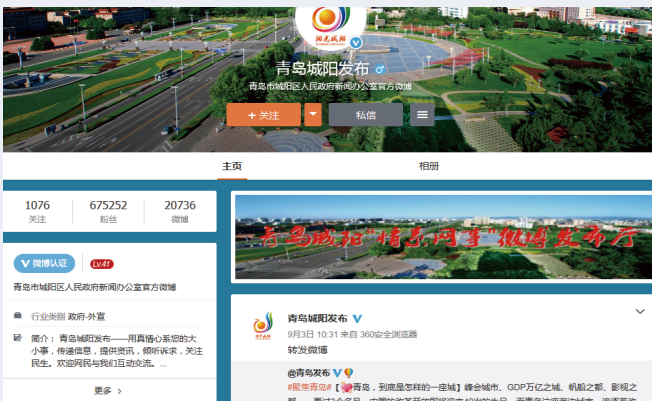 阳光城阳
青岛城阳发布
青岛市城阳区人民政府新闻办公室官方微博
+ 关注
私信
主页
相册
1076
675252
20736
关注
粉丝
微博
V 微博认证
Lv.41
青岛市城阳区人民政府新闻办公室官方微博
行业类别 政府-外宣
简介： 青岛城阳发布——用真情心系您的大
小事，传递信息，提供资讯，倾听诉求，关注
民生。欢迎网民与我们互动交流。...
更多 ›
青岛城阳"情系网事"微博发布厅
青岛城阳发布
9月3日 10:31 来自 360安全浏览器
转发微博
@青岛发布
#聚焦青岛#【青岛，到底是怎样的一座城】峰会城市、GDP万亿之城、帆船之都、影视之